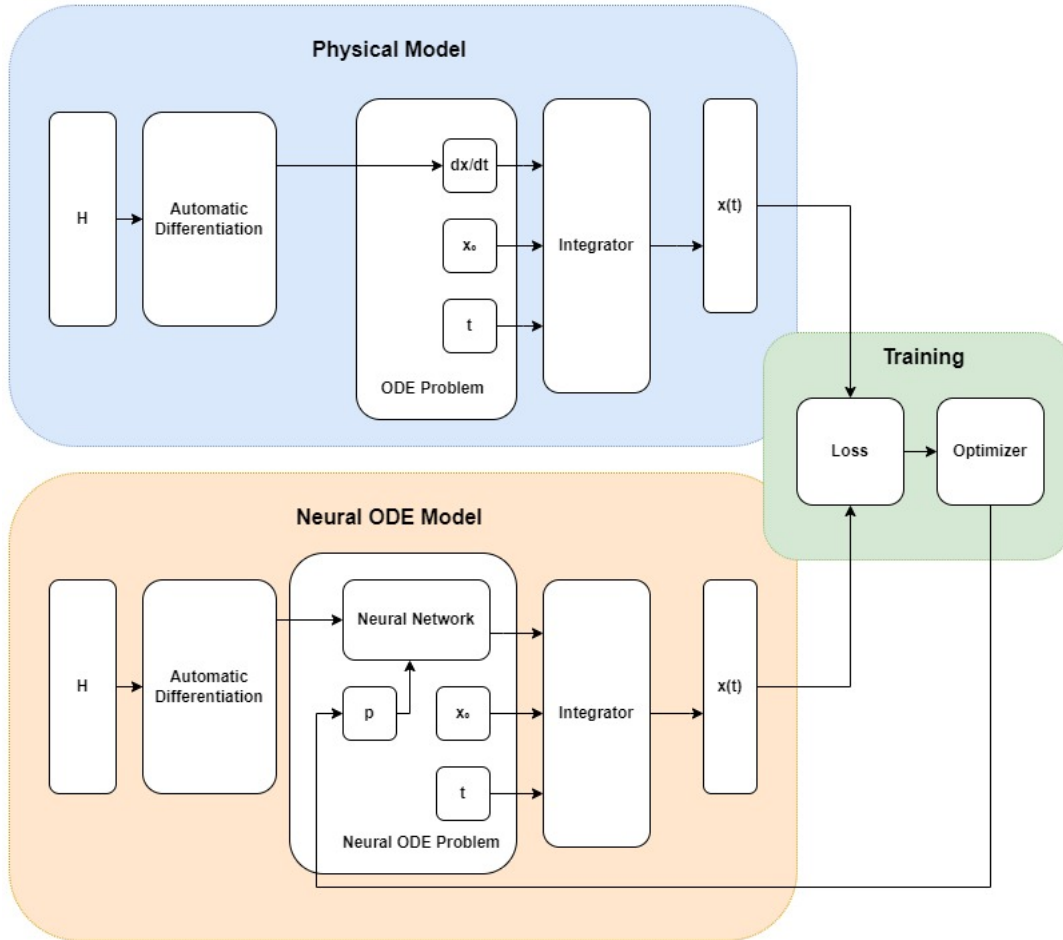 Physical Model
H
Automatic
Differentiation
dx/dt
x₀
t
ODE Problem
Integrator
x(t)
Training
Loss
Optimizer
Neural ODE Model
H
Automatic
Differentiation
Neural Network
p
x₀
t
Neural ODE Problem
Integrator
x(t)